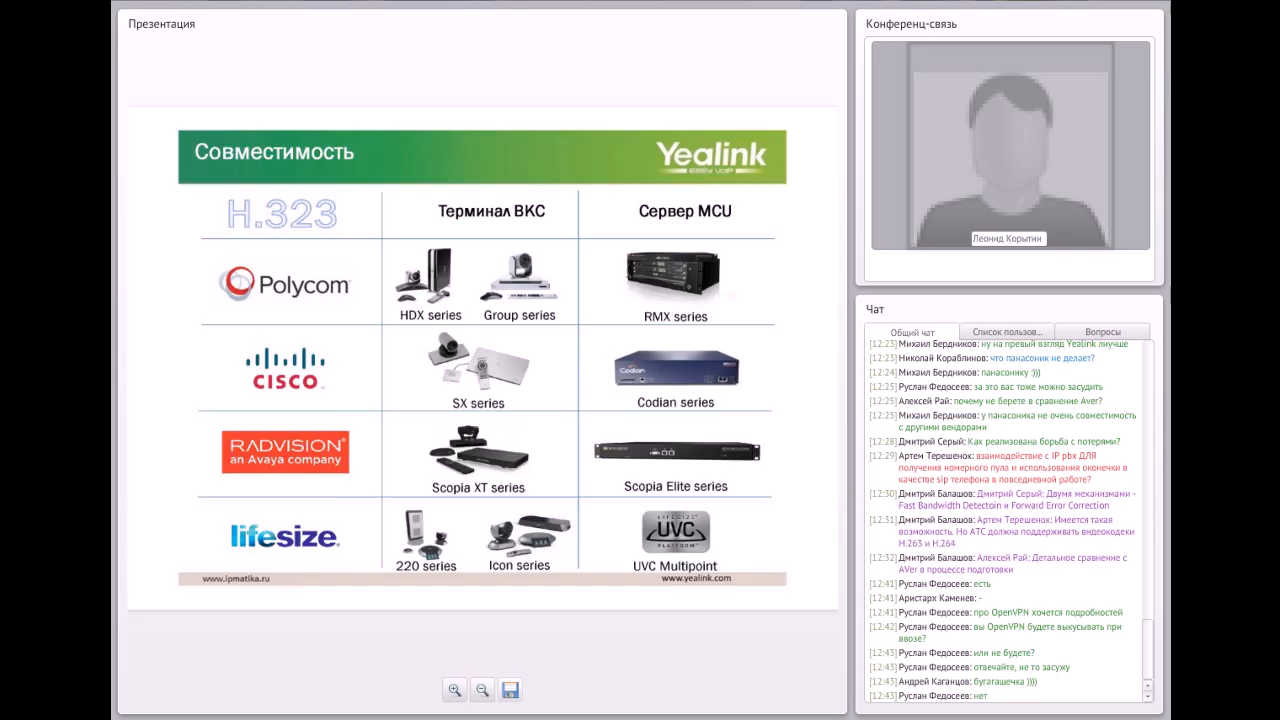 Презентация
Совместимость
Yealink
EASY VOIP
H.323
Терминал ВКС
Сервер MCU
Polycom
HDX series
Group series
RMX series
CISCO
SX series
Codian
Codian series
RADVISION
an Avaya company
Scopia XT series
Scopia Elite series
lifesize
220 series
Icon series
LIFESIZE
UVC
PLATFORM
UVC Multipoint
www.ipmatika.ru
www.yealink.com
Конференц-связь
Леонид Корытин
Чат
Общий чат
Список пользов...
Вопросы
[12:23] Михаил Бердников: ну на превый взгляд Yealink лиучше
[12:23] Николай Кораблинов: что панасоник не делает?
[12:24] Михаил Бердников: панасонику :)))
[12:25] Руслан Федосеев: за это вас тоже можно засудить
[12:25] Алексей Рай: почему не берете в сравнение Aver?
[12:25] Михаил Бердников: у панасоника не очень совместимость
с другими вендорами
[12:28] Дмитрий Серый: Как реализована борьба с потерями?
[12:29] Артем Терешенок: взаимодействие с IP pbx ДЛЯ
получения номерного пула и использования оконечки в
качестве sip телефона в повседневной работе?
[12:30] Дмитрий Балашов: Дмитрий Серый: Двумя механизмами -
Fast Bandwidth Detectoin и Forward Error Correction
[12:31] Дмитрий Балашов: Артем Терешенок: Имеется такая
возможность. Но АТС должна поддерживать видеокодеки
H.263 и H.264
[12:32] Дмитрий Балашов: Алексей Рай: Детальное сравнение с
AVer в процессе подготовки
[12:41] Руслан Федосеев: есть
[12:41] Аристарх Каменев: -
[12:41] Руслан Федосеев: про OpenVPN хочется подробностей
[12:42] Руслан Федосеев: вы OpenVPN будете выкусывать при
ввозе?
[12:43] Руслан Федосеев: или не будете?
[12:43] Руслан Федосеев: отвечайте, не то засужу
[12:43] Андрей Каганцов: бугагашечка ))))
[12:43] Руслан Федосеев: нет